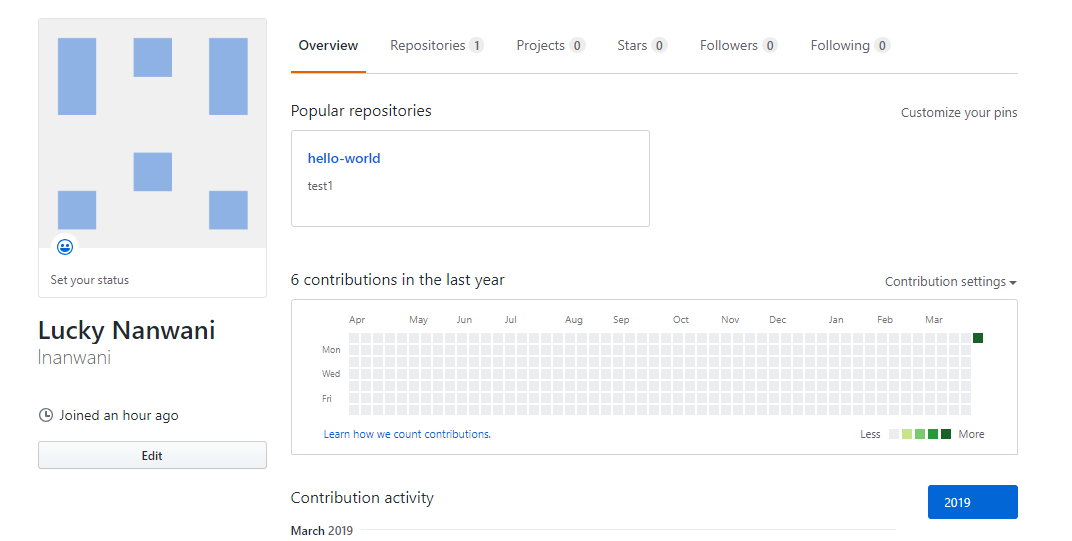 Overview Repositories 1 Projects 0 Stars 0 Followers 0 Following 0
Popular repositories
Customize your pins
hello-world
test1
Set your status
Lucky Nanwani
lnanwani
Joined an hour ago
Edit
6 contributions in the last year
Contribution settings
Apr May Jun Jul Aug Sep Oct Nov Dec Jan Feb Mar
Mon
Wed
Fri
Learn how we count contributions.
Less More
Contribution activity
2019
March 2019